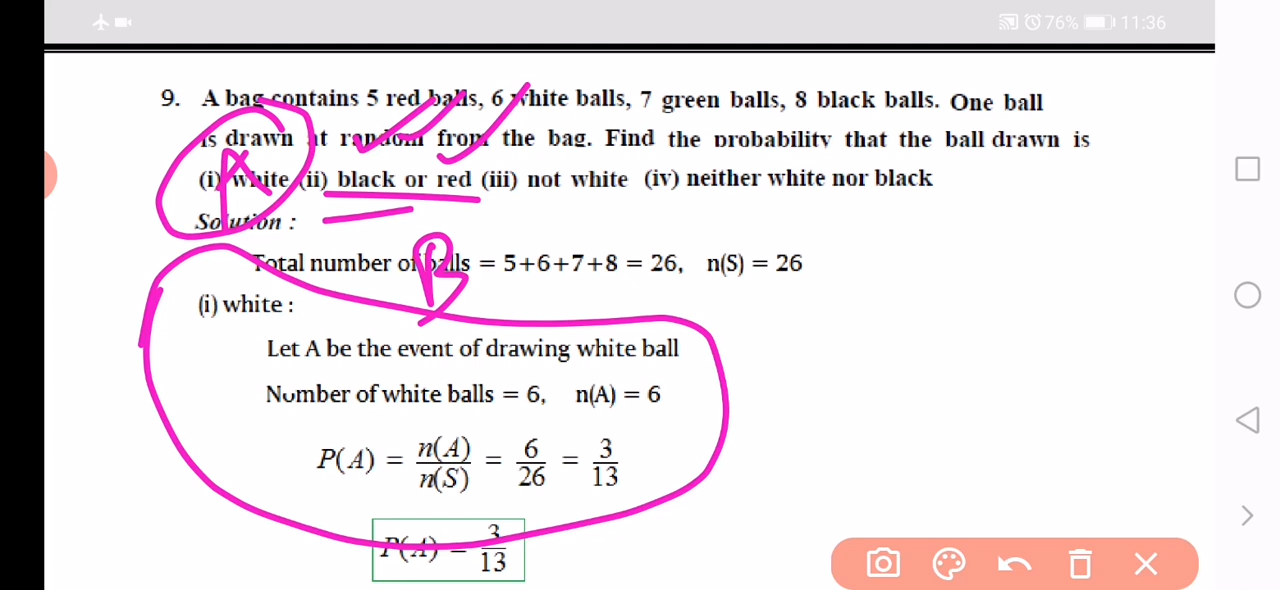 76% 11:36
9. A bag contains 5 red balls, 6 white balls, 7 green balls, 8 black balls. One ball
is drawn at random from the bag. Find the probability that the ball drawn is
(i) white (ii) black or red (iii) not white (iv) neither white nor black
A
Solution :
B
Total number of balls = 5+6+7+8 = 26, n(S) = 26
(i) white :
Let A be the event of drawing white ball
Number of white balls = 6, n(A) = 6
P(A) = n(A)/n(S) = 6/26 = 3/13
P(A) = 3/13